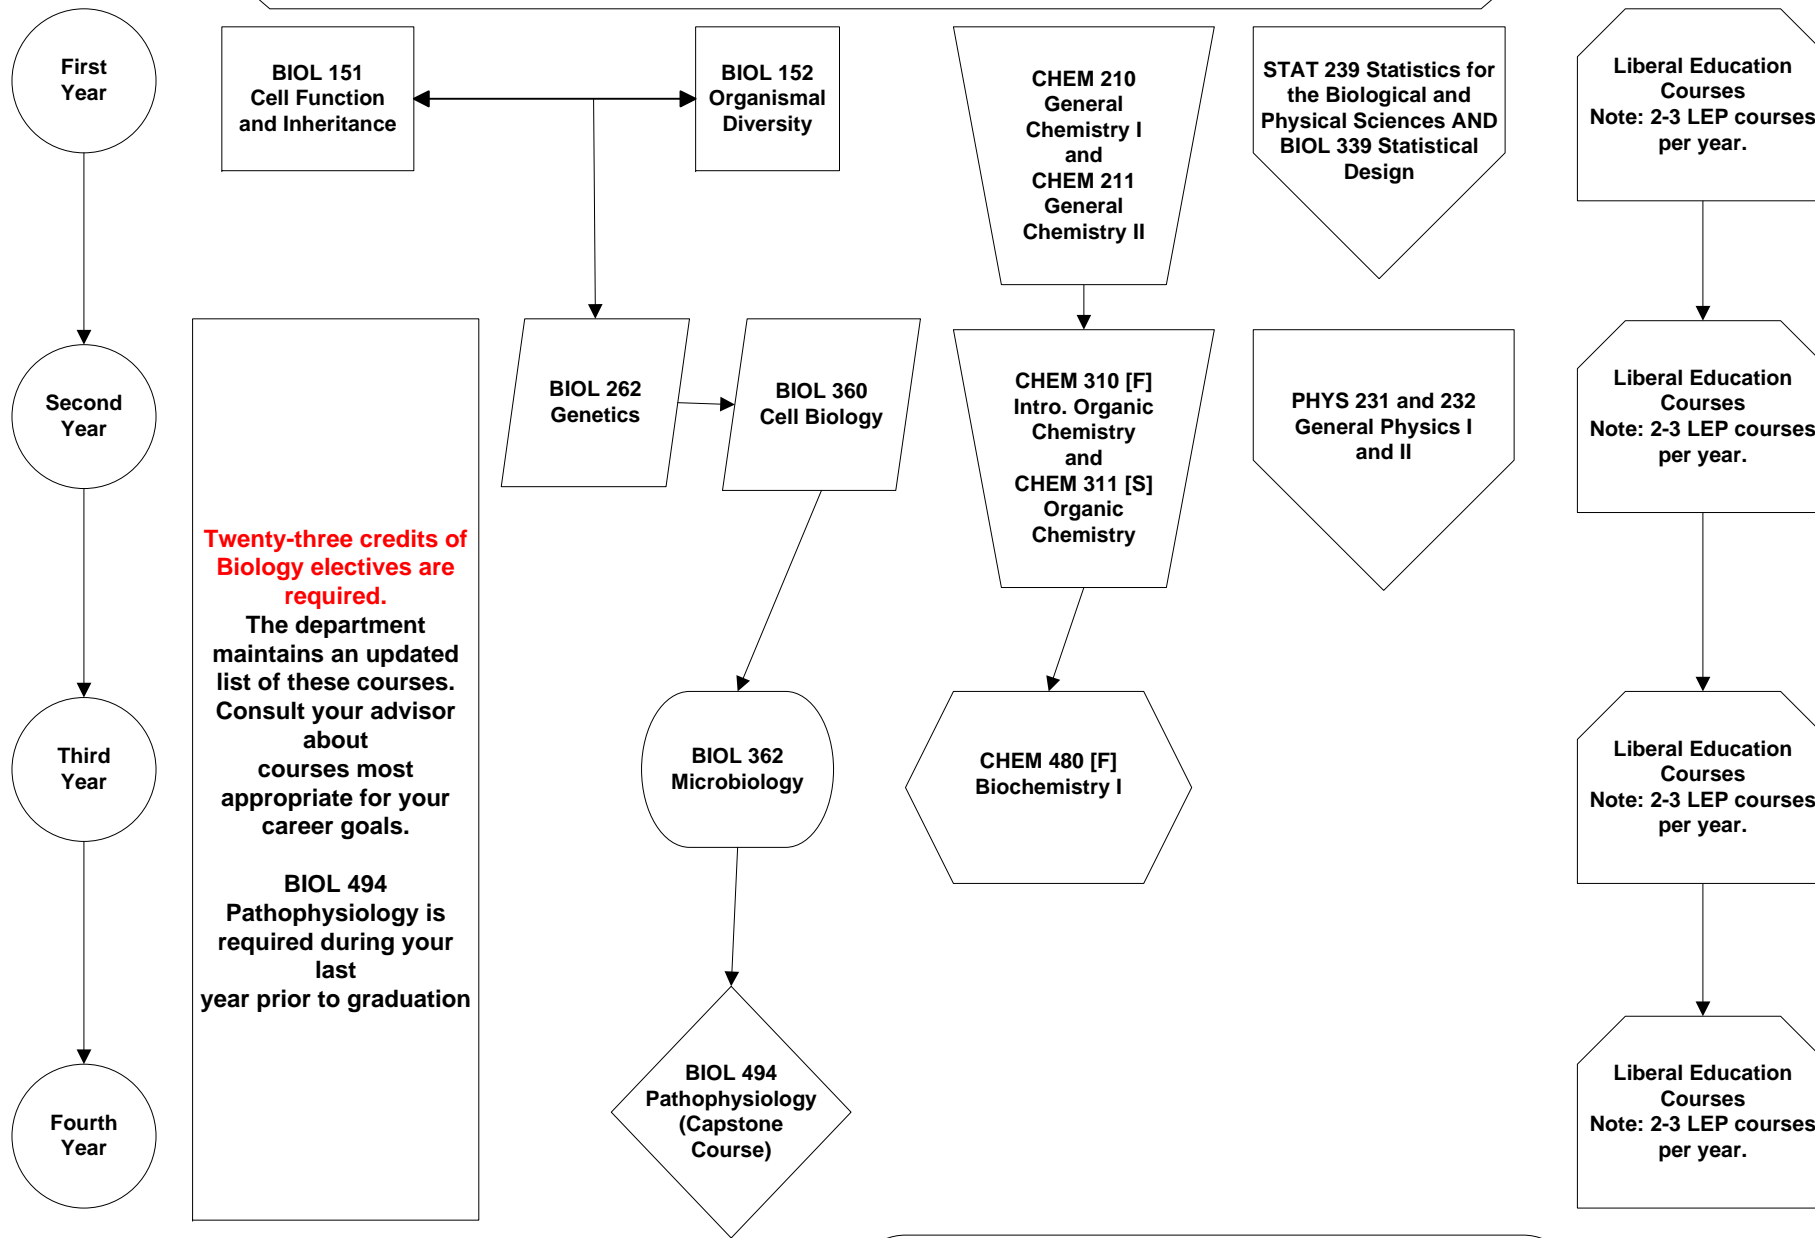 First
Year
BIOL 151
Cell Function
and Inheritance
BIOL 152
Organismal
Diversity
CHEM 210
General
Chemistry I
and
CHEM 211
General
Chemistry II
STAT 239 Statistics for
the Biological and
Physical Sciences AND
BIOL 339 Statistical
Design
Liberal Education
Courses
Note: 2-3 LEP courses
per year.
Second
Year
BIOL 262
Genetics
BIOL 360
Cell Biology
CHEM 310 [F]
Intro. Organic
Chemistry
and
CHEM 311 [S]
Organic
Chemistry
PHYS 231 and 232
General Physics I
and II
Liberal Education
Courses
Note: 2-3 LEP courses
per year.
Twenty-three credits of
Biology electives are
required.
The department
maintains an updated
list of these courses.
Consult your advisor
about
courses most
appropriate for your
career goals.
BIOL 494
Pathophysiology is
required during your
last
year prior to graduation
Third
Year
BIOL 362
Microbiology
CHEM 480 [F]
Biochemistry I
Liberal Education
Courses
Note: 2-3 LEP courses
per year.
Fourth
Year
BIOL 494
Pathophysiology
(Capstone
Course)
Liberal Education
Courses
Note: 2-3 LEP courses
per year.